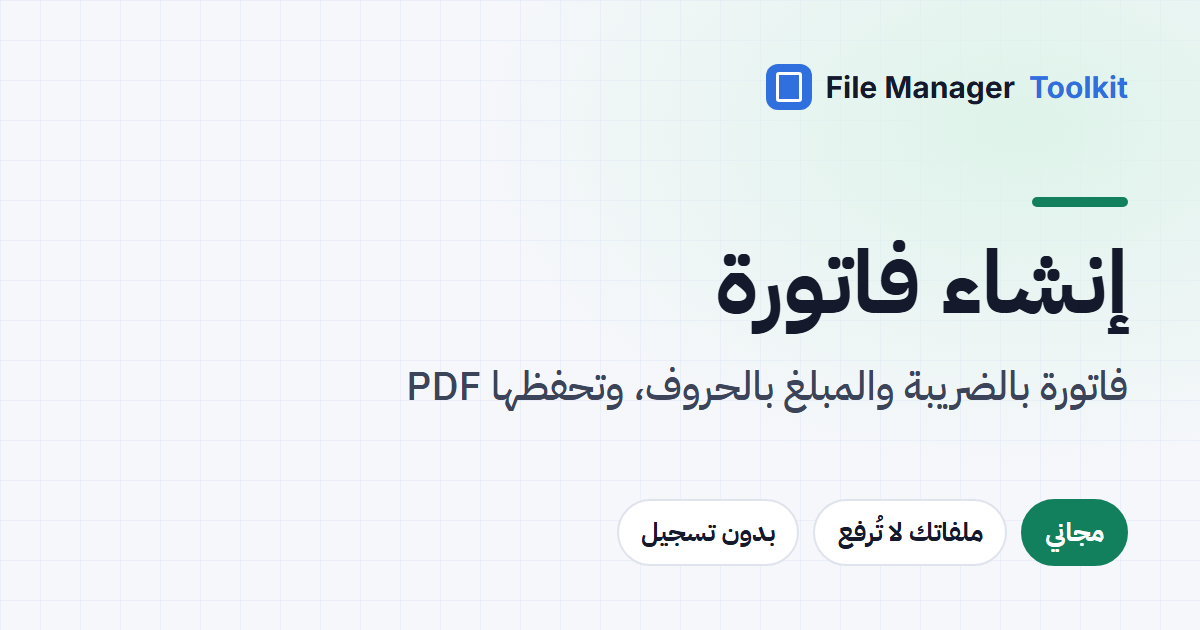 File Manager Toolkit
إنشاء فاتورة
فاتورة بالضريبة والمبلغ بالحروف، وتحفظها PDF
مجاني
ملفاتك لا تُرفع
بدون تسجيل